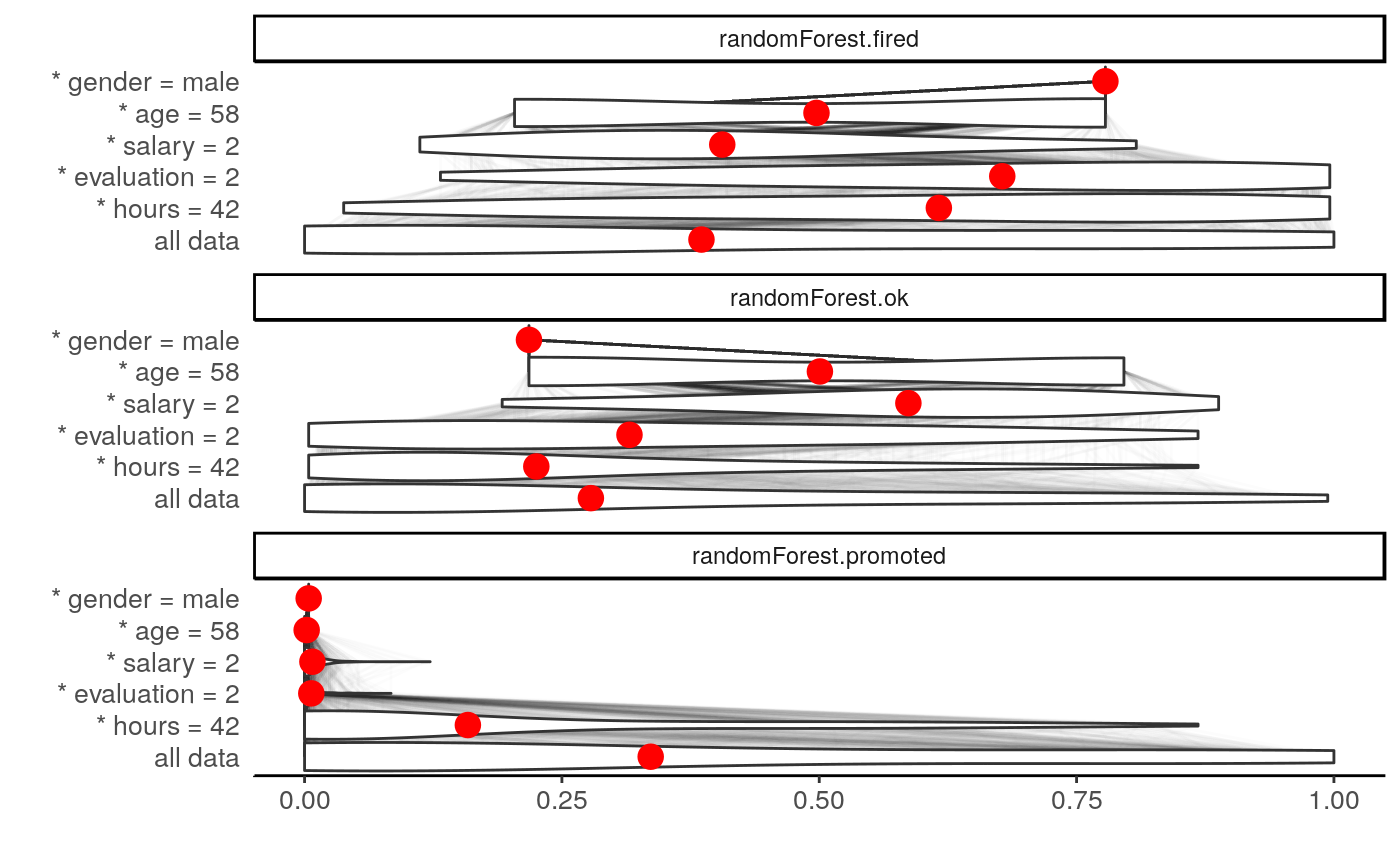 randomForest.fired
* gender = male
* age = 58
* salary = 2
* evaluation = 2
* hours = 42
all data
randomForest.ok
* gender = male
* age = 58
* salary = 2
* evaluation = 2
* hours = 42
all data
randomForest.promoted
* gender = male
* age = 58
* salary = 2
* evaluation = 2
* hours = 42
all data
0.00 0.25 0.50 0.75 1.00